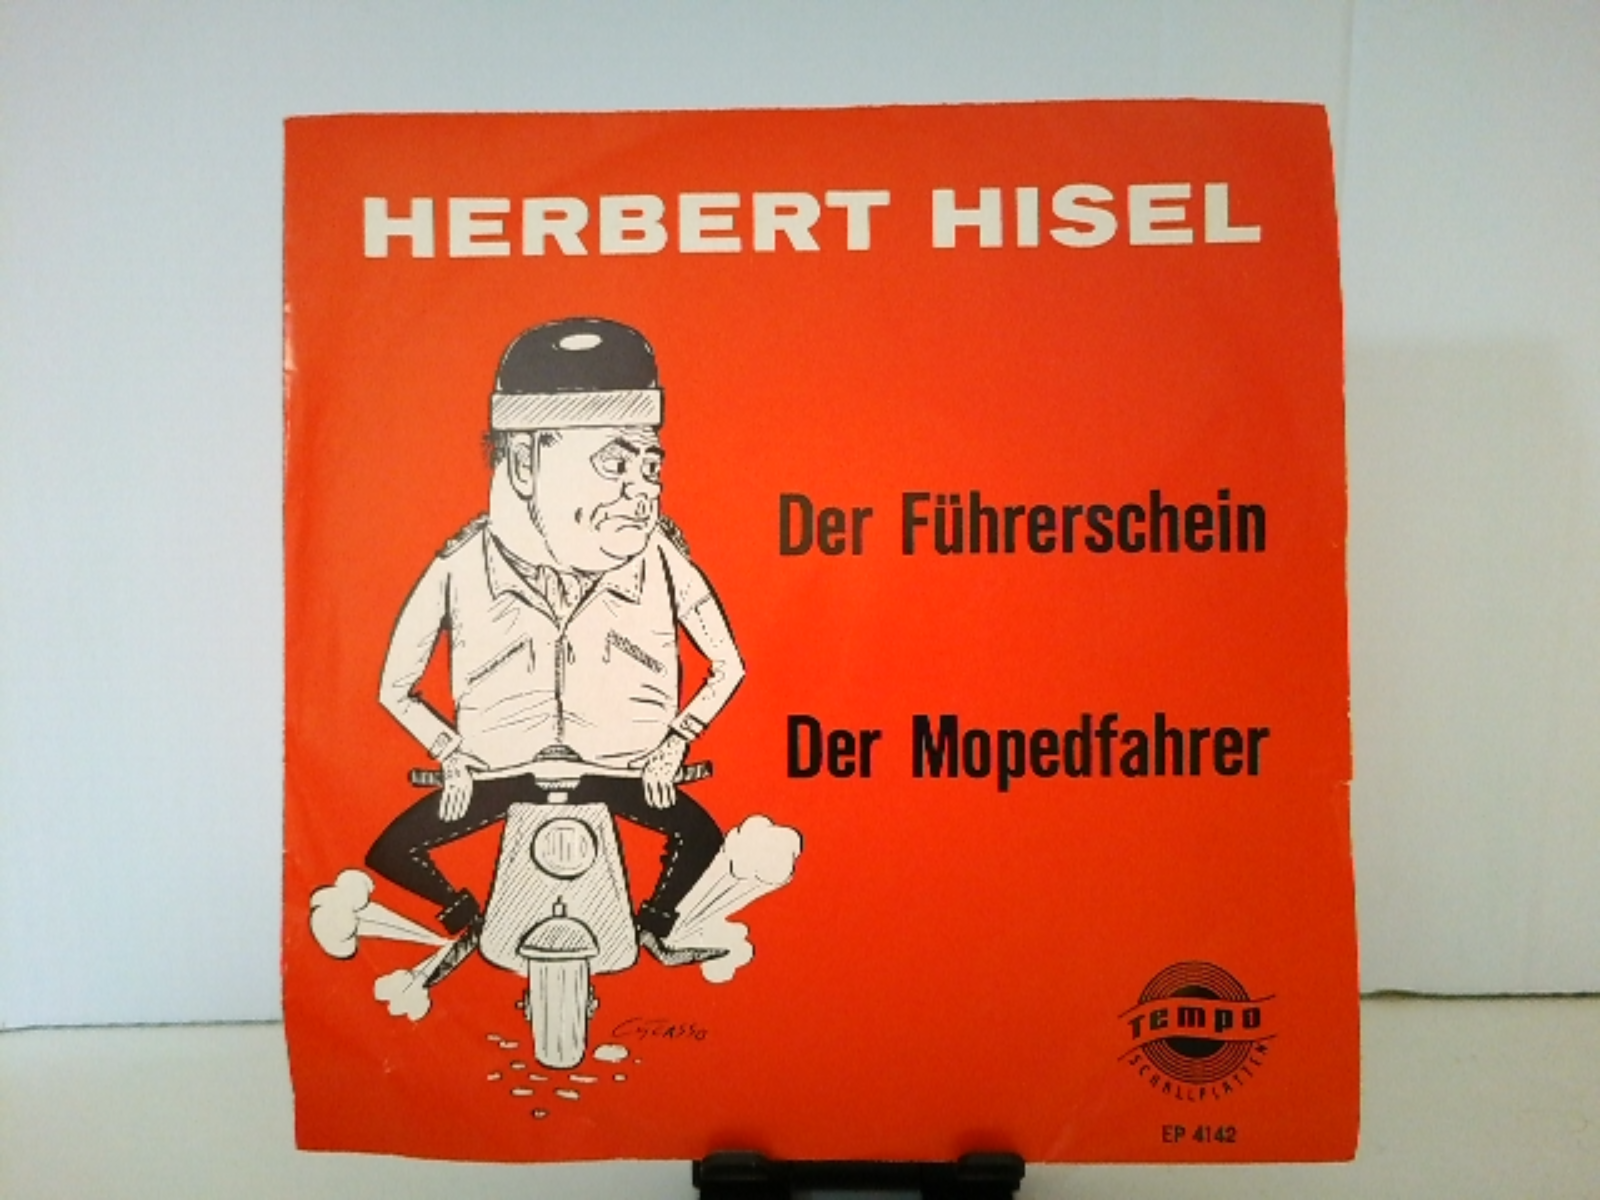 HERBERT HISEL
Der Führerschein
Der Mopedfahrer
Tempo
SCHALLPLATTEN
EP 4142